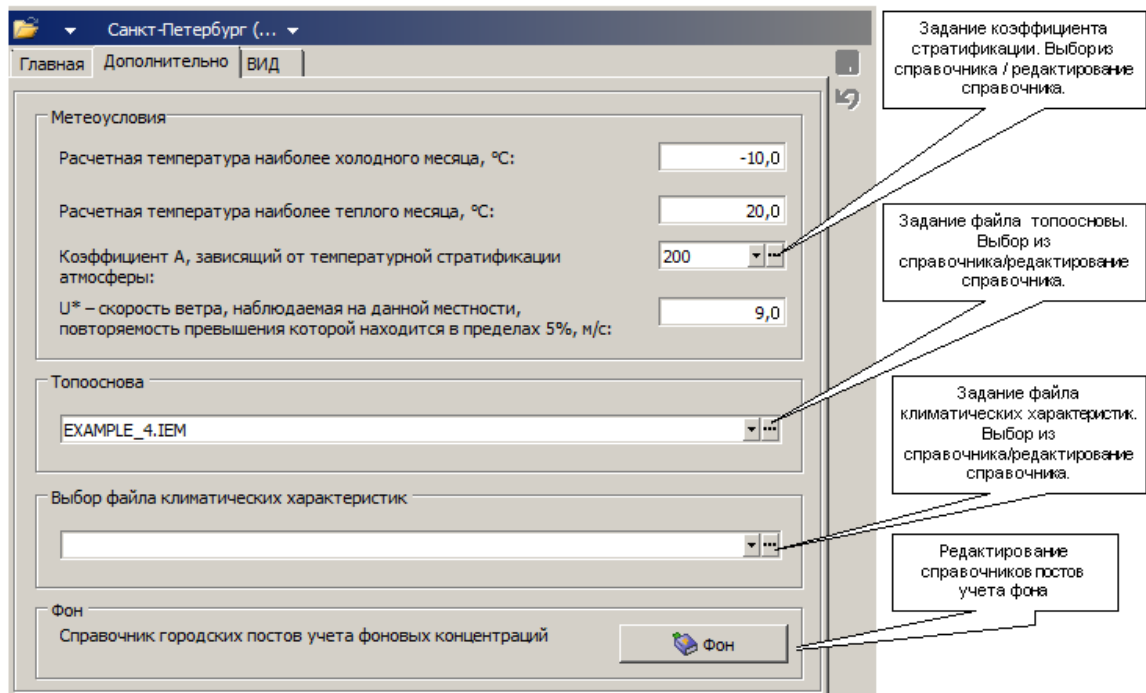 Санкт-Петербург (...
Главная
Дополнительно
ВИД
Метеоусловия
Расчетная температура наиболее холодного месяца, °С:
-10,0
Расчетная температура наиболее теплого месяца, °С:
20,0
Коэффициент А, зависящий от температурной стратификации
атмосферы:
200
U* – скорость ветра, наблюдаемая на данной местности,
повторяемость превышения которой находится в пределах 5%, м/с:
9,0
Топооснова
EXAMPLE_4.IEM
Выбор файла климатических характеристик
Фон
Справочник городских постов учета фоновых концентраций
Фон
Задание коэффициента
стратификации. Выбор из
справочника / редактирование
справочника.
Задание файла топоосновы.
Выбор из
справочника/редактирование
справочника.
Задание файла
климатических характеристик.
Выбор из
справочника/редактирование
справочника.
Редактирование
справочников постов
учета фона